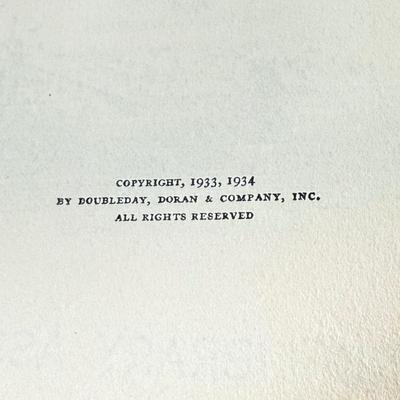 COPYRIGHT, 1933, 1934
BY DOUBLEDAY, DORAN & COMPANY, INC.
ALL RIGHTS RESERVED